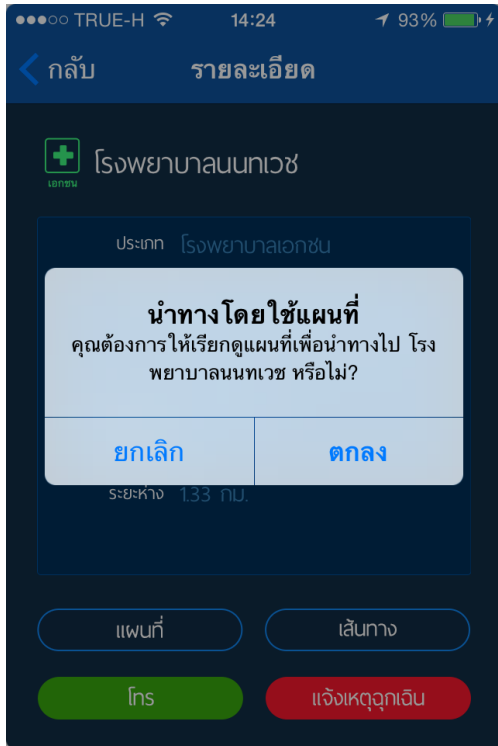 TRUE-H 14:24 93%
กลับ รายละเอียด
โรงพยาบาลนนทเวช
เอกชน
ประเภท โรงพยาบาลเอกชน
นำทางโดยใช้แผนที่
คุณต้องการให้เรียกดูแผนที่เพื่อนำทางไป โรง
พยาบาลนนทเวช หรือไม่?
ยกเลิก ตกลง
ระยะห่าง 1.33 กม.
แผนที่ เส้นทาง
โทร แจ้งเหตุฉุกเฉิน